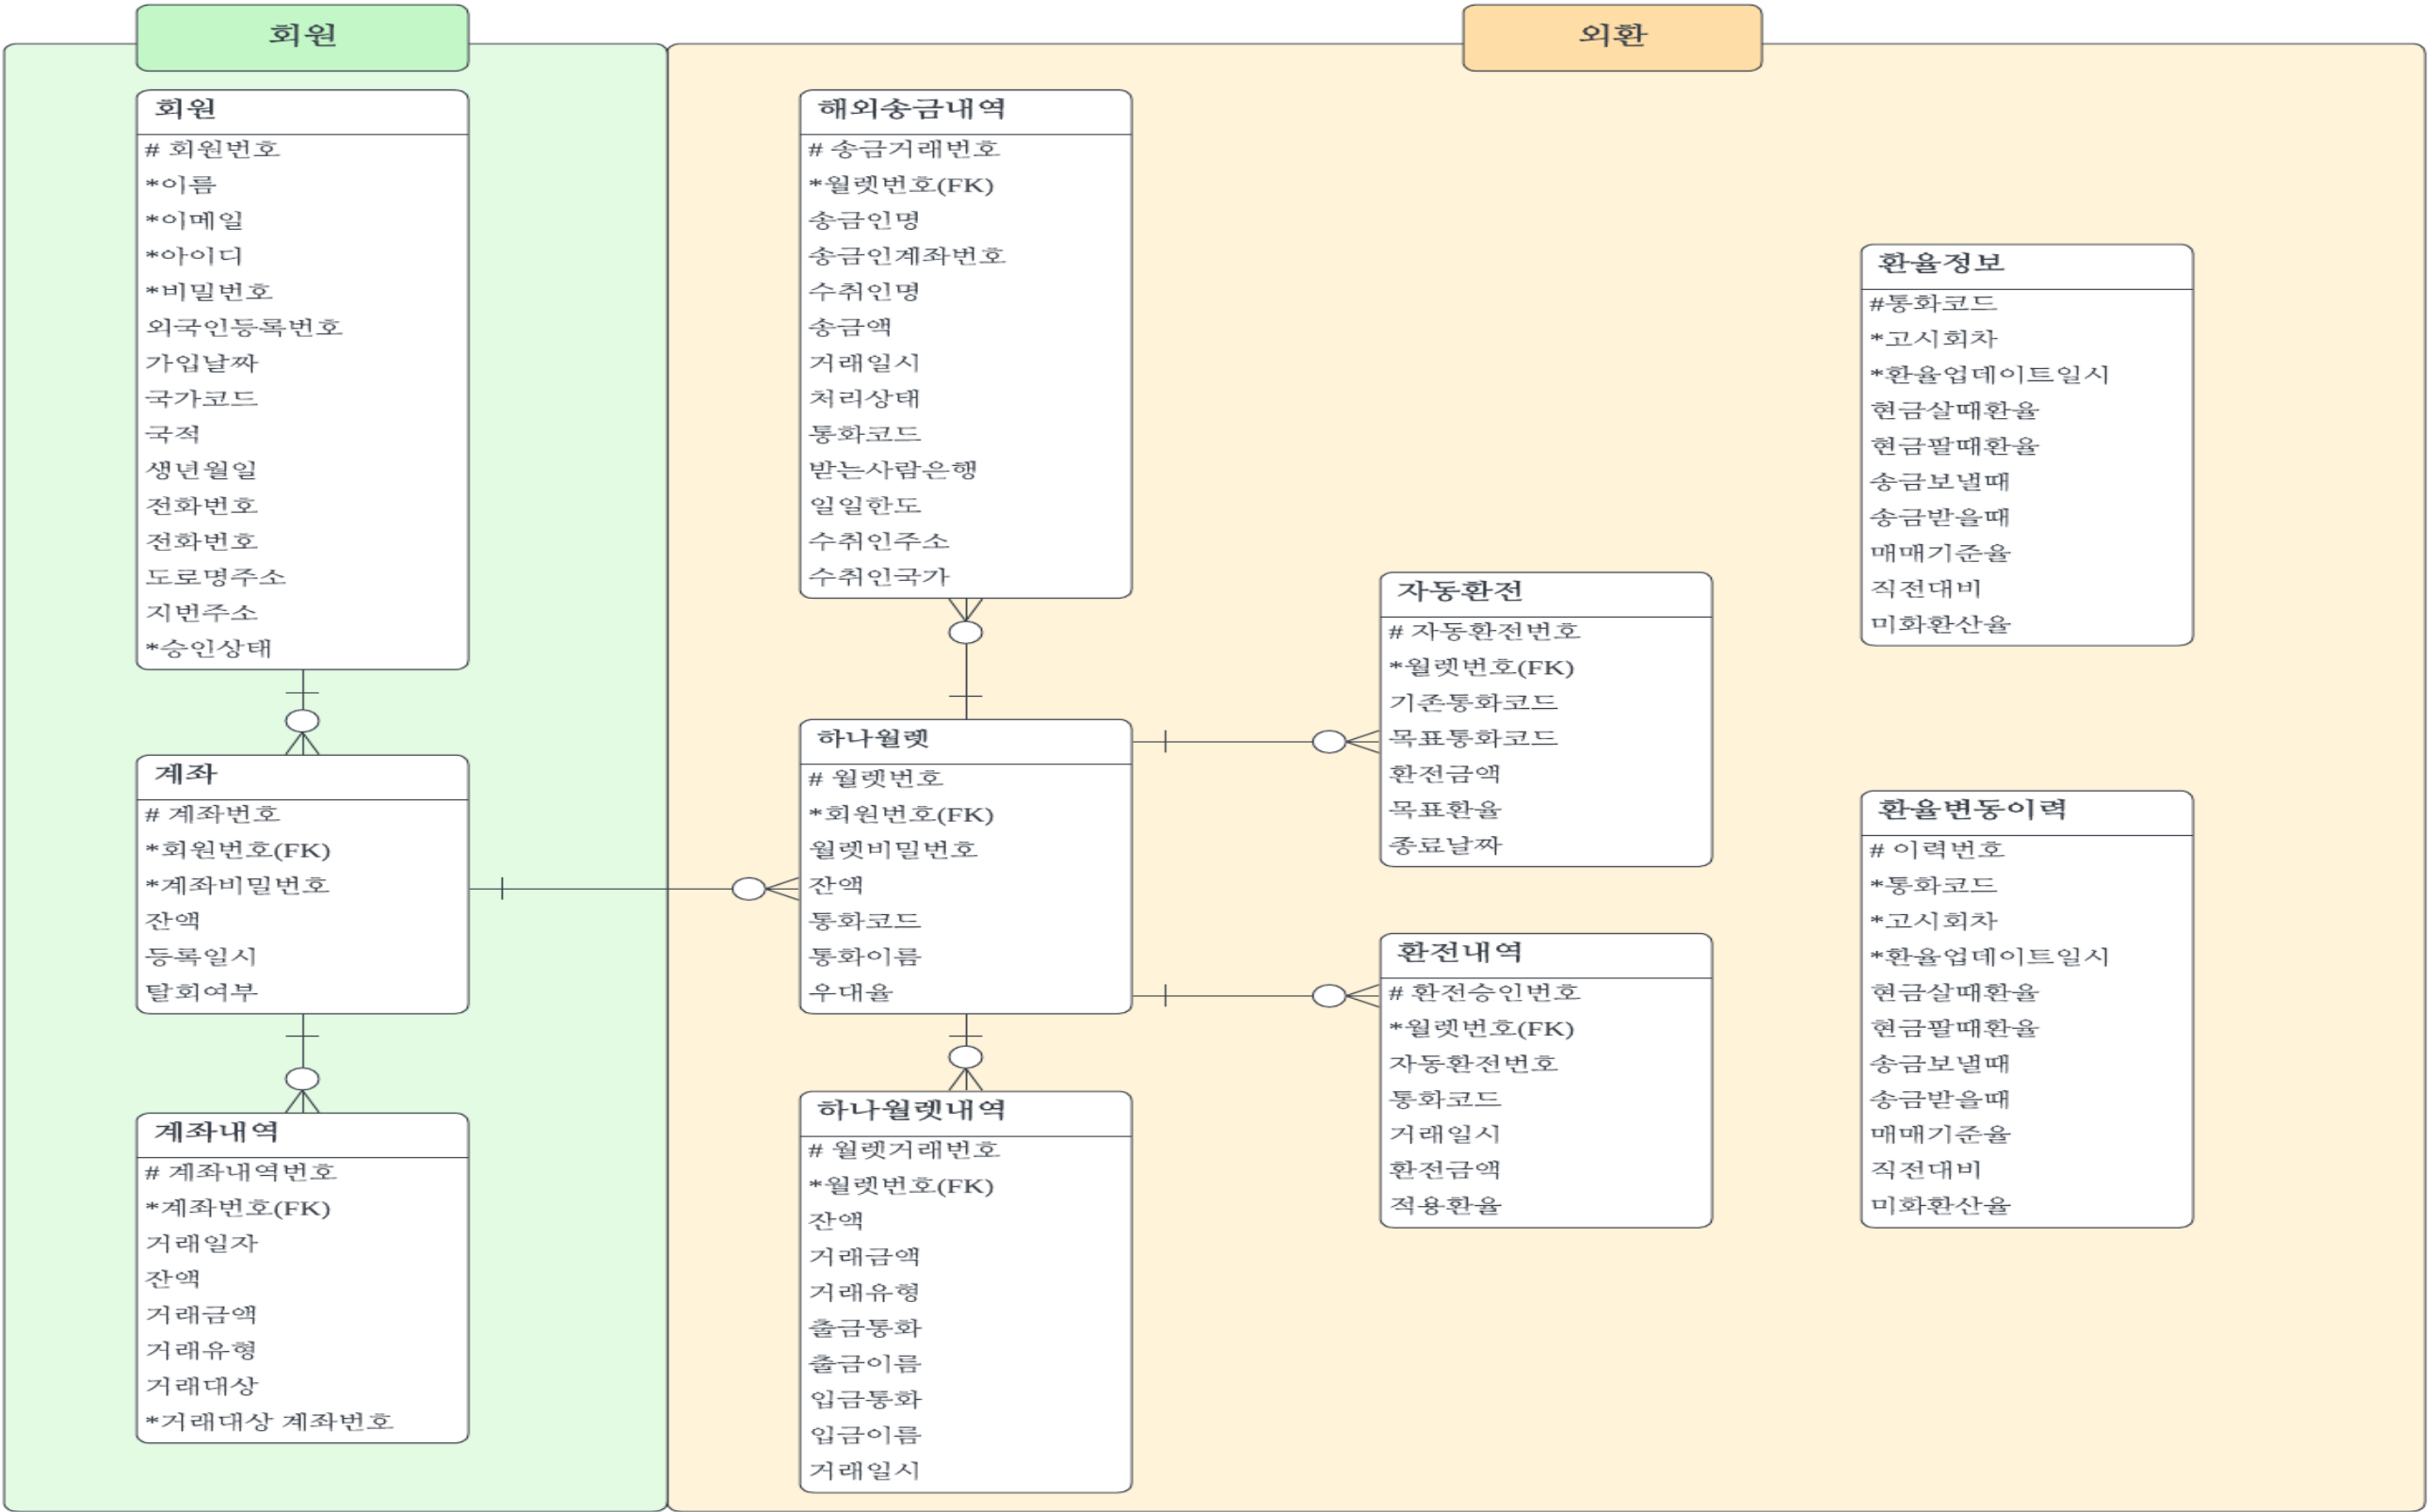 회원
회원
# 회원번호
*이름
*이메일
*아이디
*비밀번호
외국인등록번호
가입날짜
국가코드
국적
생년월일
전화번호
전화번호
도로명주소
지번주소
*승인상태
계좌
# 계좌번호
*회원번호(FK)
*계좌비밀번호
잔액
등록일시
탈회여부
계좌내역
# 계좌내역번호
*계좌번호(FK)
거래일자
잔액
거래금액
거래유형
거래대상
*거래대상 계좌번호
외환
해외송금내역
# 송금거래번호
*월렛번호(FK)
송금인명
송금인계좌번호
수취인명
송금액
거래일시
처리상태
통화코드
받는사람은행
일일한도
수취인주소
수취인국가
하나월렛
# 월렛번호
*회원번호(FK)
월렛비밀번호
잔액
통화코드
통화이름
우대율
하나월렛내역
# 월렛거래번호
*월렛번호(FK)
잔액
거래금액
거래유형
출금통화
출금이름
입금통화
입금이름
거래일시
자동환전
# 자동환전번호
*월렛번호(FK)
기존통화코드
목표통화코드
환전금액
목표환율
종료날짜
환전내역
# 환전승인번호
*월렛번호(FK)
자동환전번호
통화코드
거래일시
환전금액
적용환율
환율정보
#통화코드
*고시회차
*환율업데이트일시
현금살때환율
현금팔때환율
송금보낼때
송금받을때
매매기준율
직전대비
미화환산율
환율변동이력
# 이력번호
*통화코드
*고시회차
*환율업데이트일시
현금살때환율
현금팔때환율
송금보낼때
송금받을때
매매기준율
직전대비
미화환산율